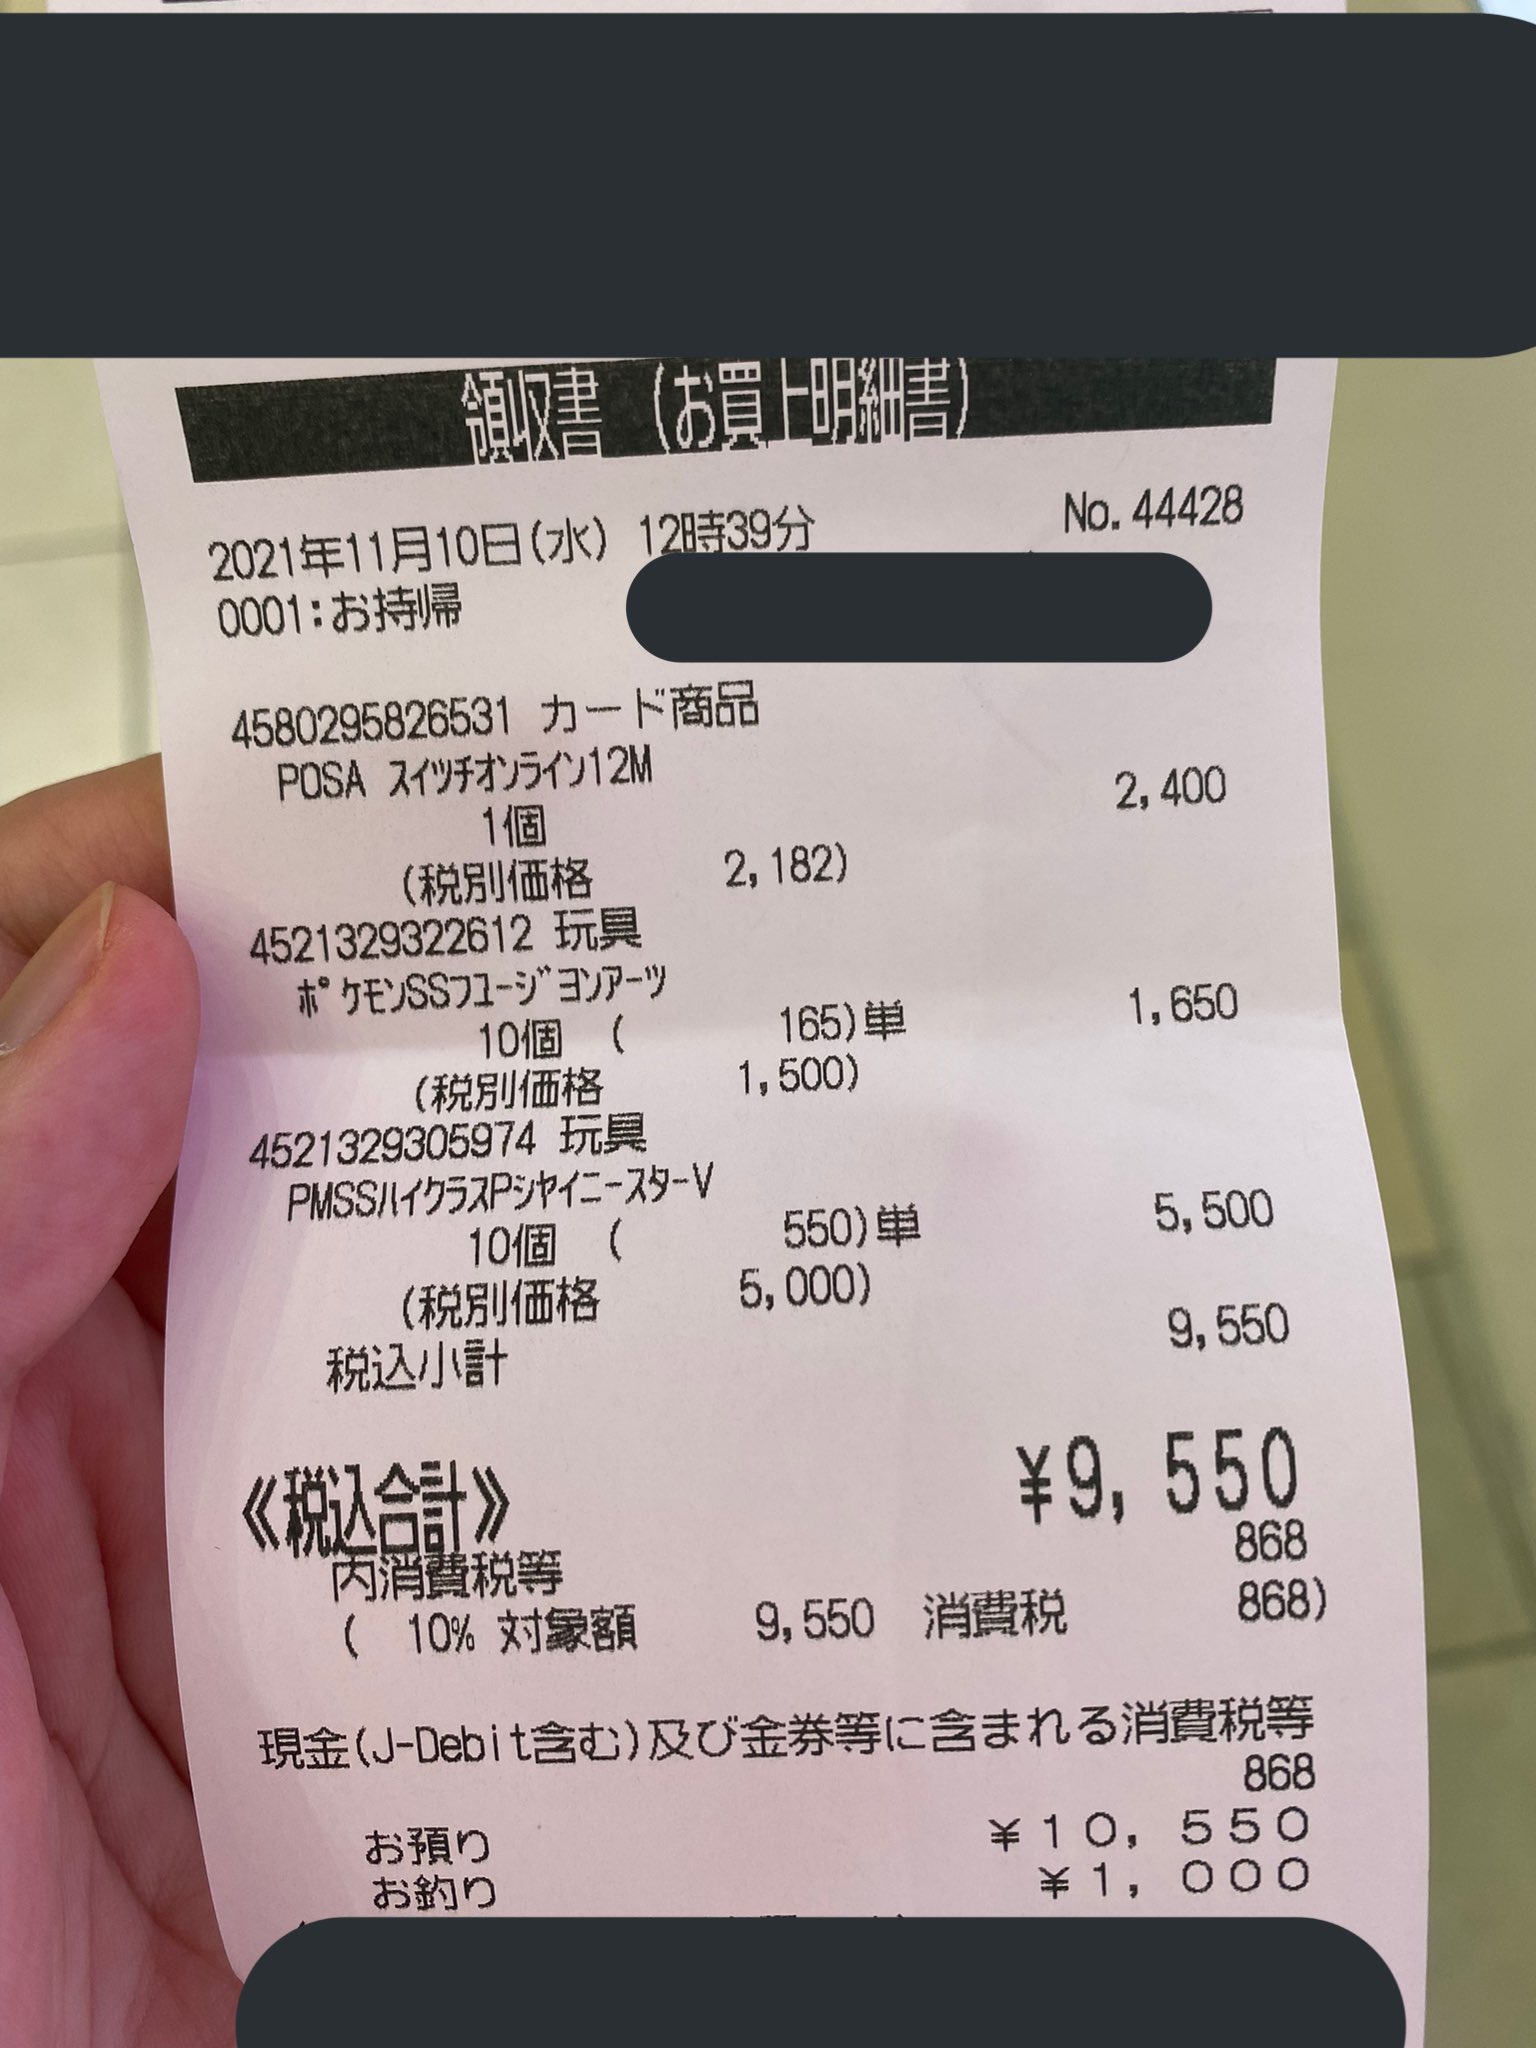 領収書 (お買上明細書)
2021年11月10日(水) 12時39分 No.44428
0001:お持帰
4580295826531 カード商品
POSA ｽｲｯﾁｵﾝﾗｲﾝ12M
1個 2,400
(税別価格 2,182)
4521329322612 玩具
ﾎﾟｹﾓﾝSSﾌﾕｰｼﾞﾖﾝｱｰﾂ
10個 ( 165)単 1,650
(税別価格 1,500)
4521329305974 玩具
PMSSﾊｲｸﾗｽPｼﾔｲﾆｰｽﾀｰV
10個 ( 550)単 5,500
(税別価格 5,000)
税込小計 9,550
《税込合計》 ¥9,550
内消費税等 868
( 10% 対象額 9,550 消費税 868)
現金(J-Debit含む)及び金券等に含まれる消費税等
868
お預り ¥10,550
お釣り ¥1,000